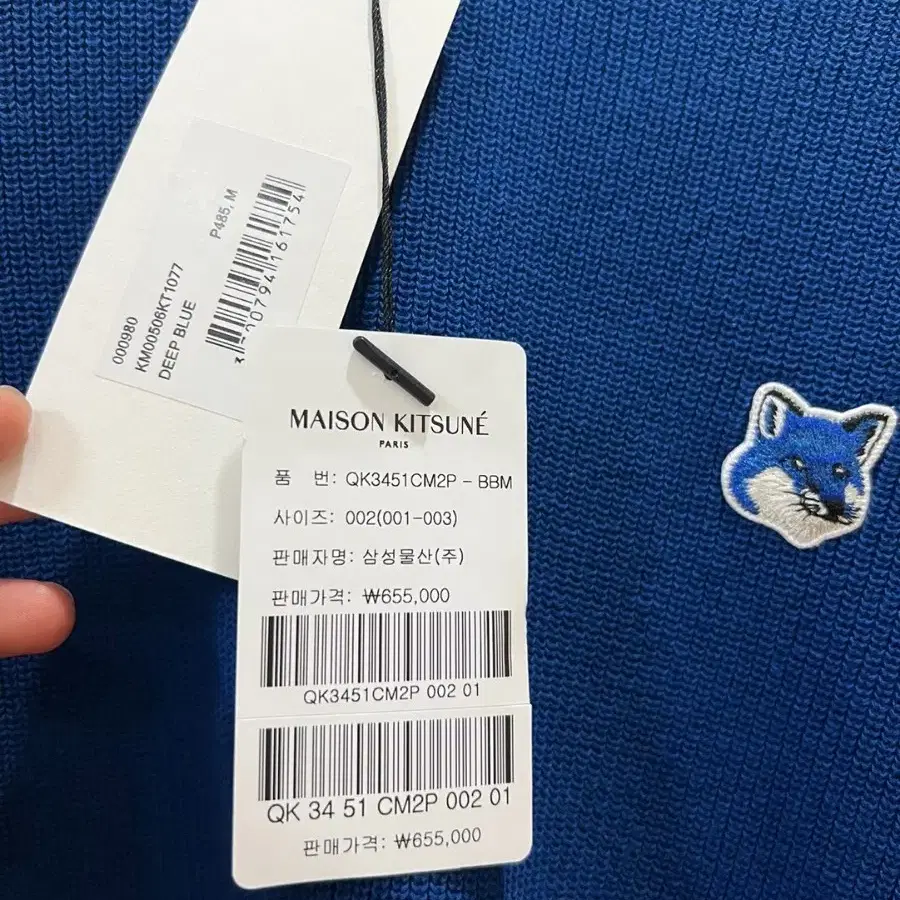 000980
KM00506KT1077
DEEP BLUE
P485, M
MAISON KITSUNÉ
PARIS
품 번: QK3451CM2P - BBM
사이즈: 002(001-003)
판매자명: 삼성물산(주)
판매가격: ₩655,000
QK3451CM2P 002 01
QK 34 51 CM2P 002 01
판매가격: ₩655,000